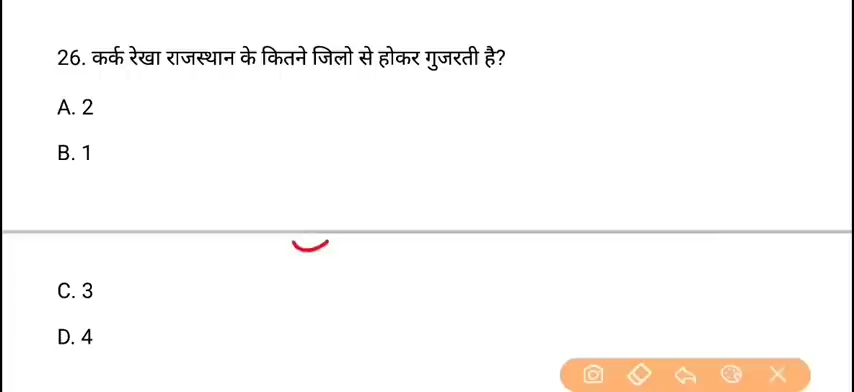 26. कर्क रेखा राजस्थान के कितने जिलो से होकर गुजरती है?
A. 2
B. 1
C. 3
D. 4